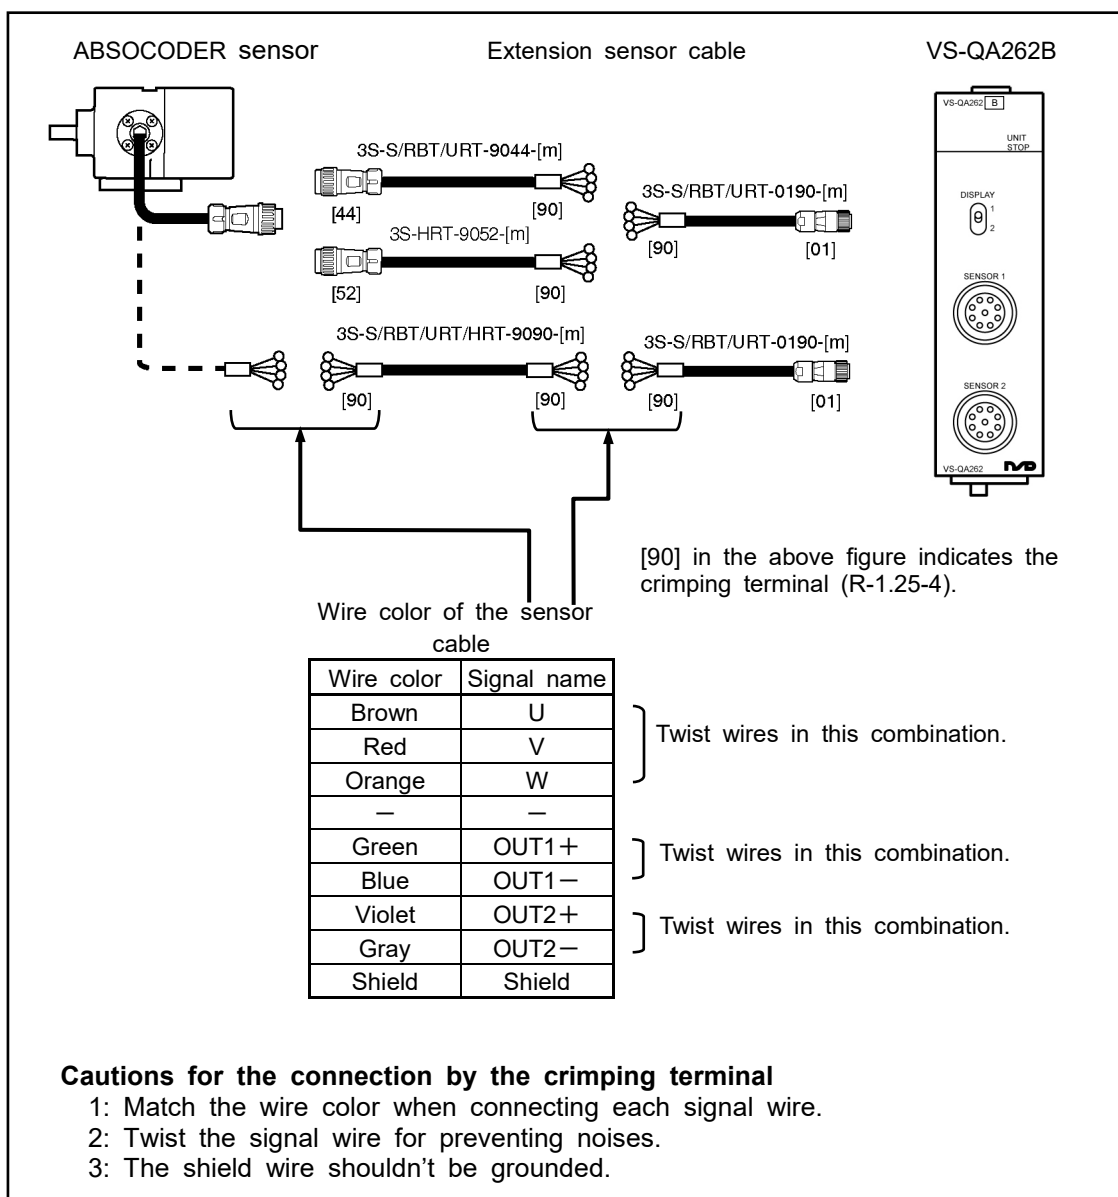 ABSOCODER sensor
Extension sensor cable
VS-QA262B
VS-QA262 B
UNIT
STOP
DISPLAY
1
2
SENSOR 1
SENSOR 2
VS-QA262
NSD
3S-S/RBT/URT-9044-[m]
[44]
[90]
3S-S/RBT/URT-0190-[m]
[90]
[01]
3S-HRT-9052-[m]
[52]
[90]
3S-S/RBT/URT/HRT-9090-[m]
[90]
[90]
3S-S/RBT/URT-0190-[m]
[90]
[01]
[90] in the above figure indicates the
crimping terminal (R-1.25-4).
Wire color of the sensor
cable
Wire color Signal name
Brown U
Red V
Orange W
Twist wires in this combination.
— —
Green OUT1+
Blue OUT1−
Twist wires in this combination.
Violet OUT2+
Gray OUT2−
Twist wires in this combination.
Shield Shield
Cautions for the connection by the crimping terminal
1: Match the wire color when connecting each signal wire.
2: Twist the signal wire for preventing noises.
3: The shield wire shouldn't be grounded.